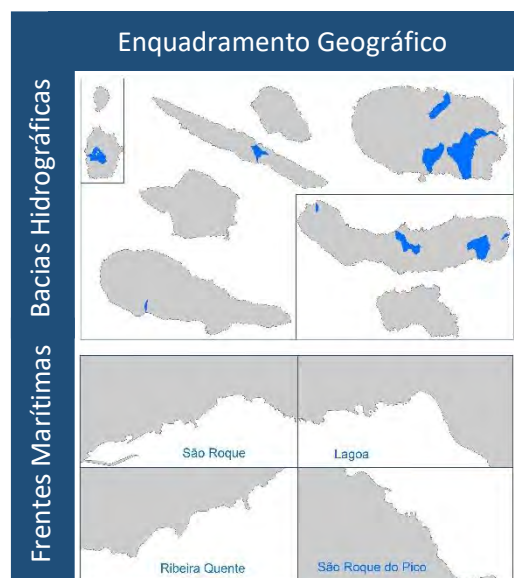 Enquadramento Geográfico
Bacias Hidrográficas
Frentes Marítimas
São Roque
Lagoa
Ribeira Quente
São Roque do Pico